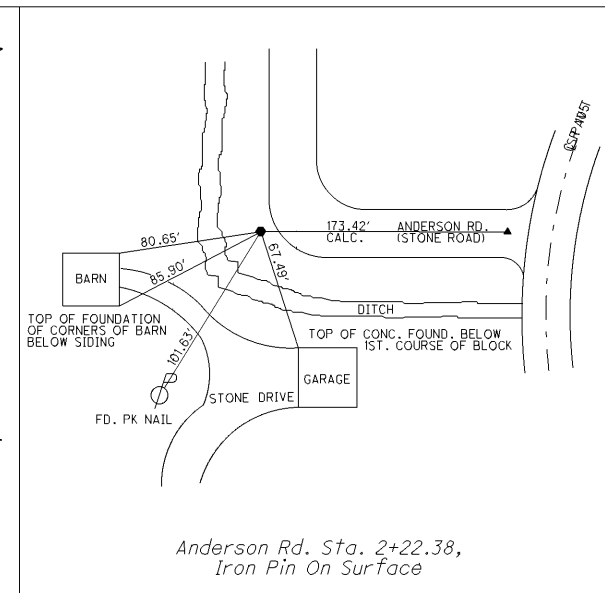 173.42' ANDERSON RD.
CALC. (STONE ROAD)
80.65'
67.49'
85.90'
BARN
DITCH
TOP OF FOUNDATION
OF CORNERS OF BARN
BELOW SIDING
TOP OF CONC. FOUND. BELOW
1ST. COURSE OF BLOCK
101.63'
GARAGE
STONE DRIVE
FD. PK NAIL
Anderson Rd. Sta. 2+22.38,
Iron Pin On Surface